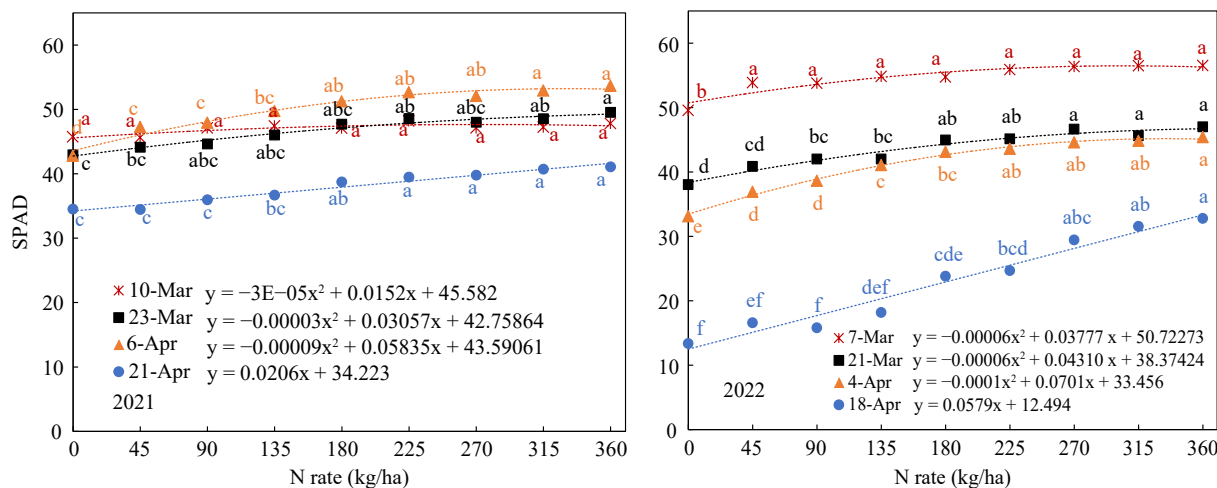 60
50
40
30
20
10
0
SPAD
a a a a a a a a a
d c c bc ab ab ab a a
c bc abc abc abc ab abc ab a
c c c bc ab a a a a
10-Mar y = −3E−05x² + 0.0152x + 45.582
23-Mar y = −0.00003x² + 0.03057x + 42.75864
6-Apr y = −0.00009x² + 0.05835x + 43.59061
21-Apr y = 0.0206x + 34.223
2021
0 45 90 135 180 225 270 315 360
N rate (kg/ha)
60
50
40
30
20
10
0
b a a a a a a a a
d cd bc bc ab ab a a a
e d d c bc ab ab ab a
f ef f def cde bcd abc ab a
7-Mar y = −0.00006x² + 0.03777x + 50.72273
21-Mar y = −0.00006x² + 0.04310x + 38.37424
4-Apr y = −0.0001x² + 0.0701x + 33.456
18-Apr y = 0.0579x + 12.494
2022
0 45 90 135 180 225 270 315 360
N rate (kg/ha)